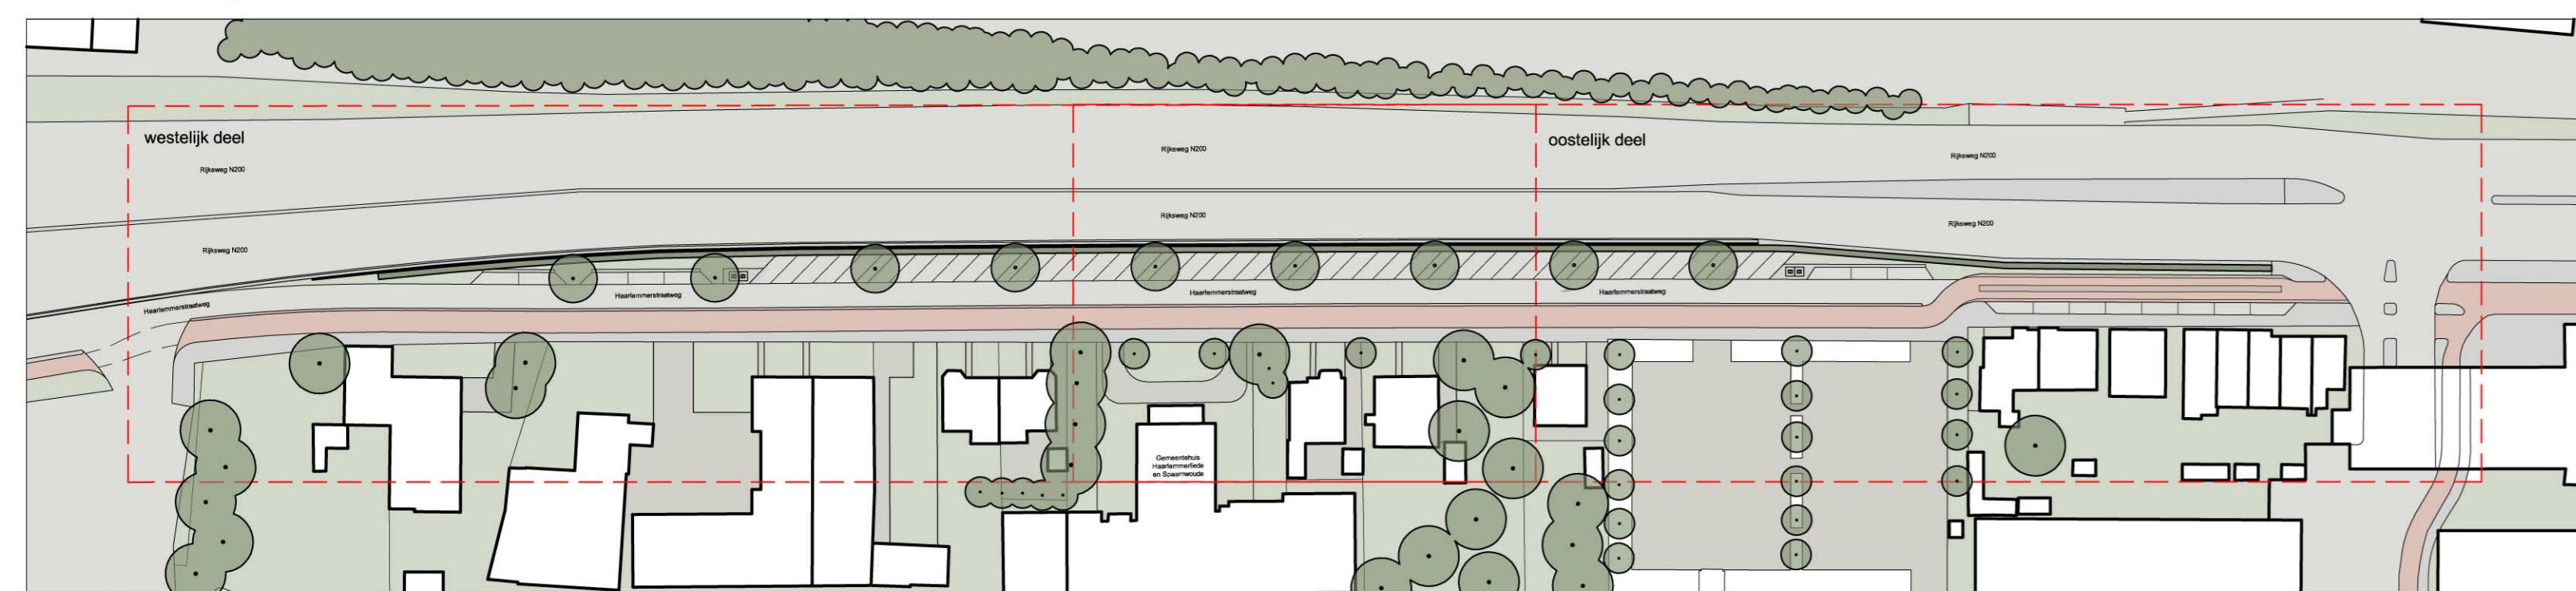 westelijk deel
oostelijk deel
Rijksweg N200
Rijksweg N200
Rijksweg N200
Rijksweg N200
Rijksweg N200
Rijksweg N200
Haarlemmerstraatweg
Haarlemmerstraatweg
Haarlemmerstraatweg
Haarlemmerstraatweg
Gemeentehuis
Haarlemmerliede
en Spaarnwoude